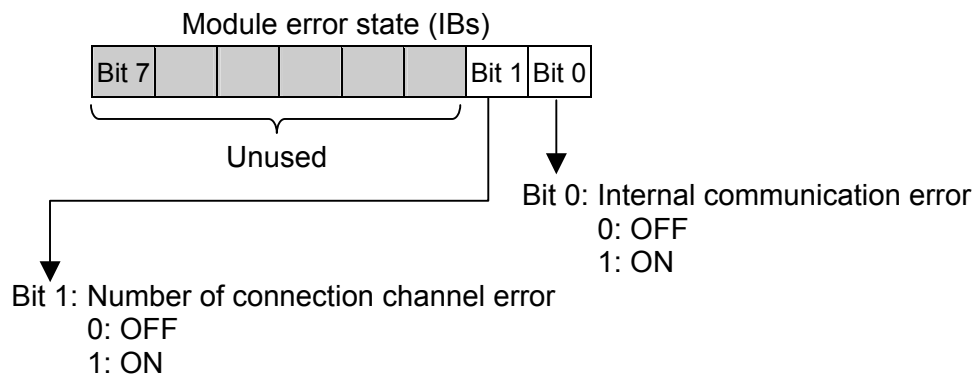 Module error state (IBs)
Bit 7 Bit 1 Bit 0
Unused
Bit 0: Internal communication error
0: OFF
1: ON
Bit 1: Number of connection channel error
0: OFF
1: ON